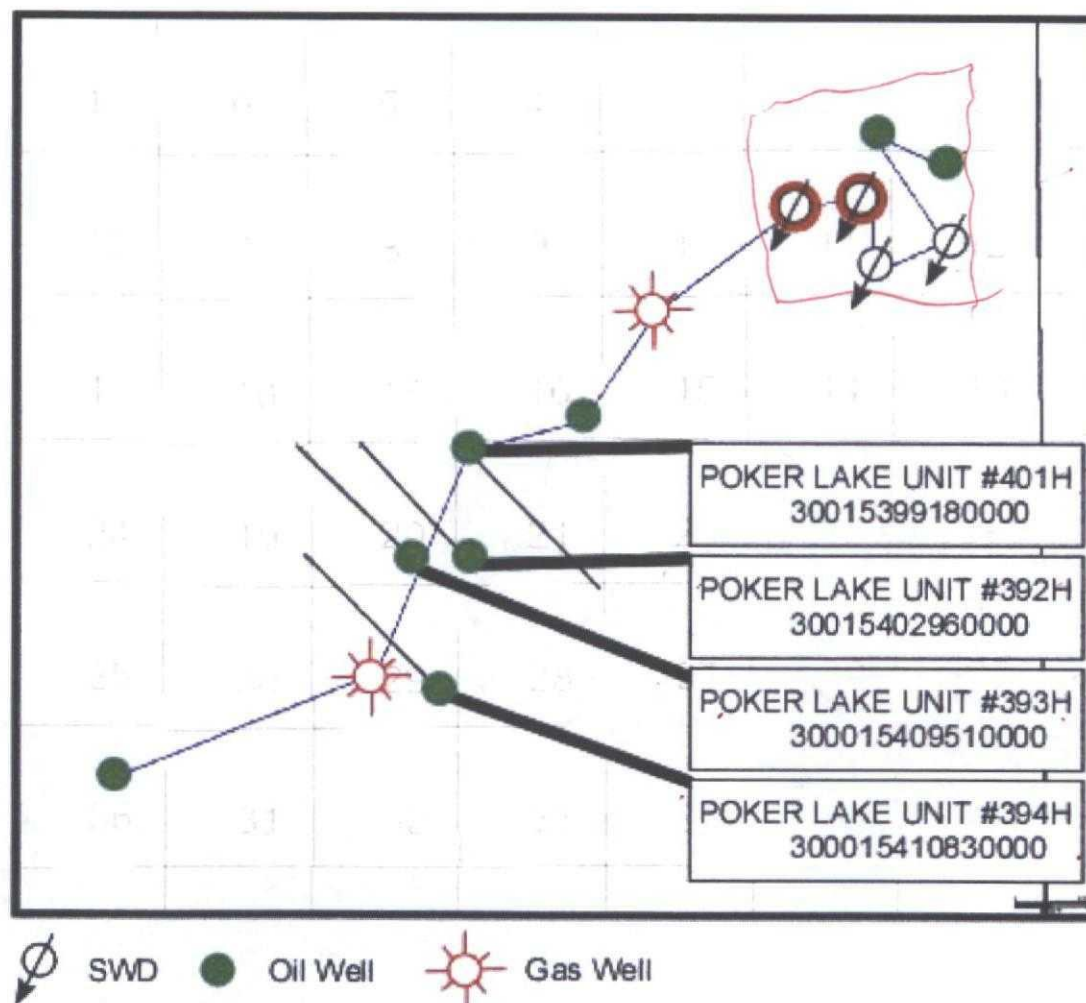 POKER LAKE UNIT #401H
30015399180000
POKER LAKE UNIT #392H
30015402960000
POKER LAKE UNIT #393H
300015409510000
POKER LAKE UNIT #394H
300015410830000
SWD
Oil Well
Gas Well